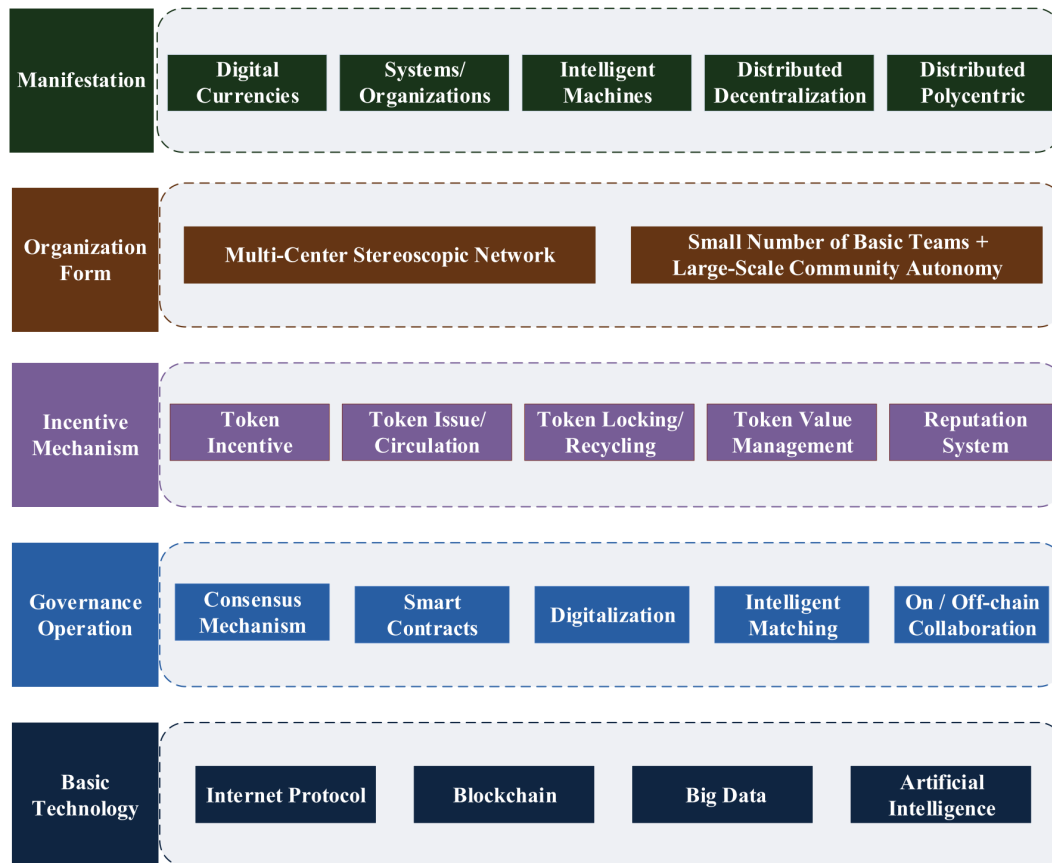 Manifestation
Digital
Currencies
Systems/
Organizations
Intelligent
Machines
Distributed
Decentralization
Distributed
Polycentric
Organization
Form
Multi-Center Stereoscopic Network
Small Number of Basic Teams +
Large-Scale Community Autonomy
Incentive
Mechanism
Token
Incentive
Token Issue/
Circulation
Token Locking/
Recycling
Token Value
Management
Reputation
System
Governance
Operation
Consensus
Mechanism
Smart
Contracts
Digitalization
Intelligent
Matching
On / Off-chain
Collaboration
Basic
Technology
Internet Protocol
Blockchain
Big Data
Artificial
Intelligence